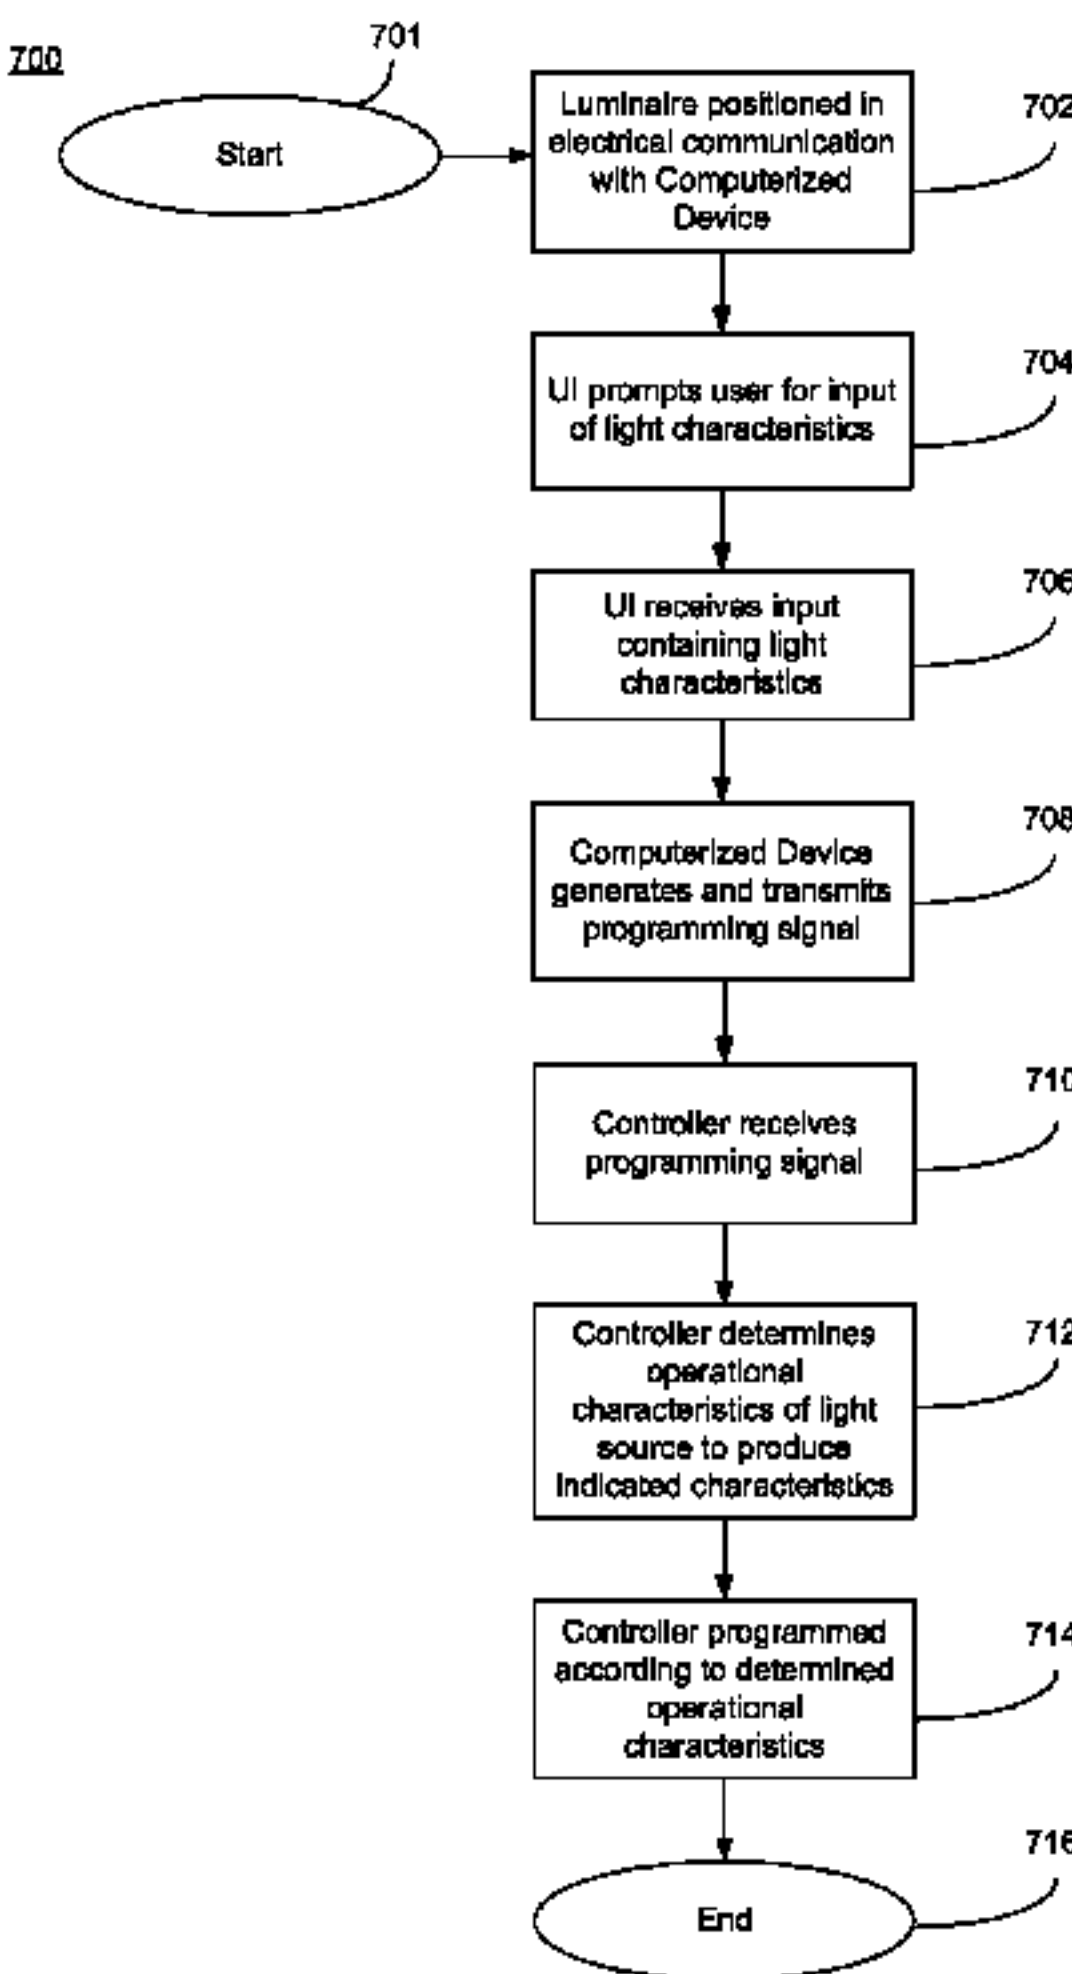 700
701
Start
Luminaire positioned in
electrical communication
with Computerized
Device
702
UI prompts user for input
of light characteristics
704
UI receives input
containing light
characteristics
706
Computerized Device
generates and transmits
programming signal
708
Controller receives
programming signal
710
Controller determines
operational
characteristics of light
source to produce
indicated characteristics
712
Controller programmed
according to determined
operational
characteristics
714
End
716